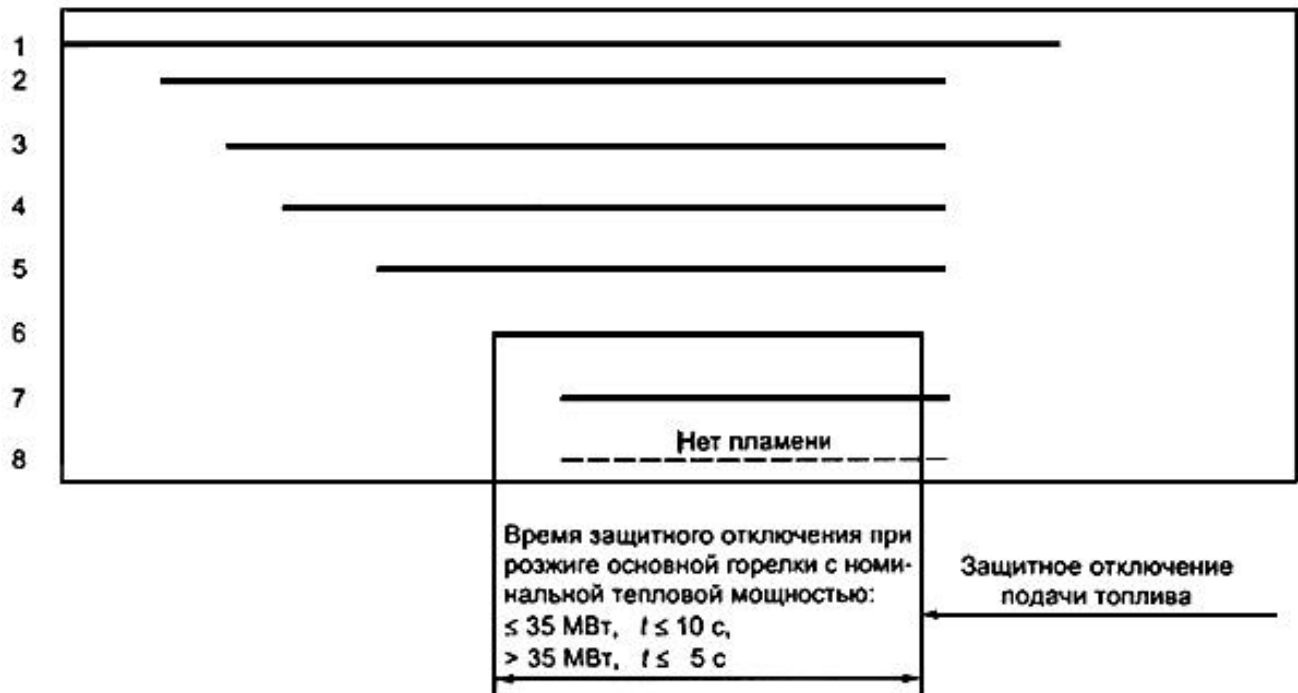 1
2
3
4
5
6
7
Нет пламени
8
Время защитного отключения при
розжиге основной горелки с номи-
нальной тепловой мощностью:
≤ 35 МВт, t ≤ 10 с,
> 35 МВт, t ≤ 5 с
Защитное отключение
подачи топлива